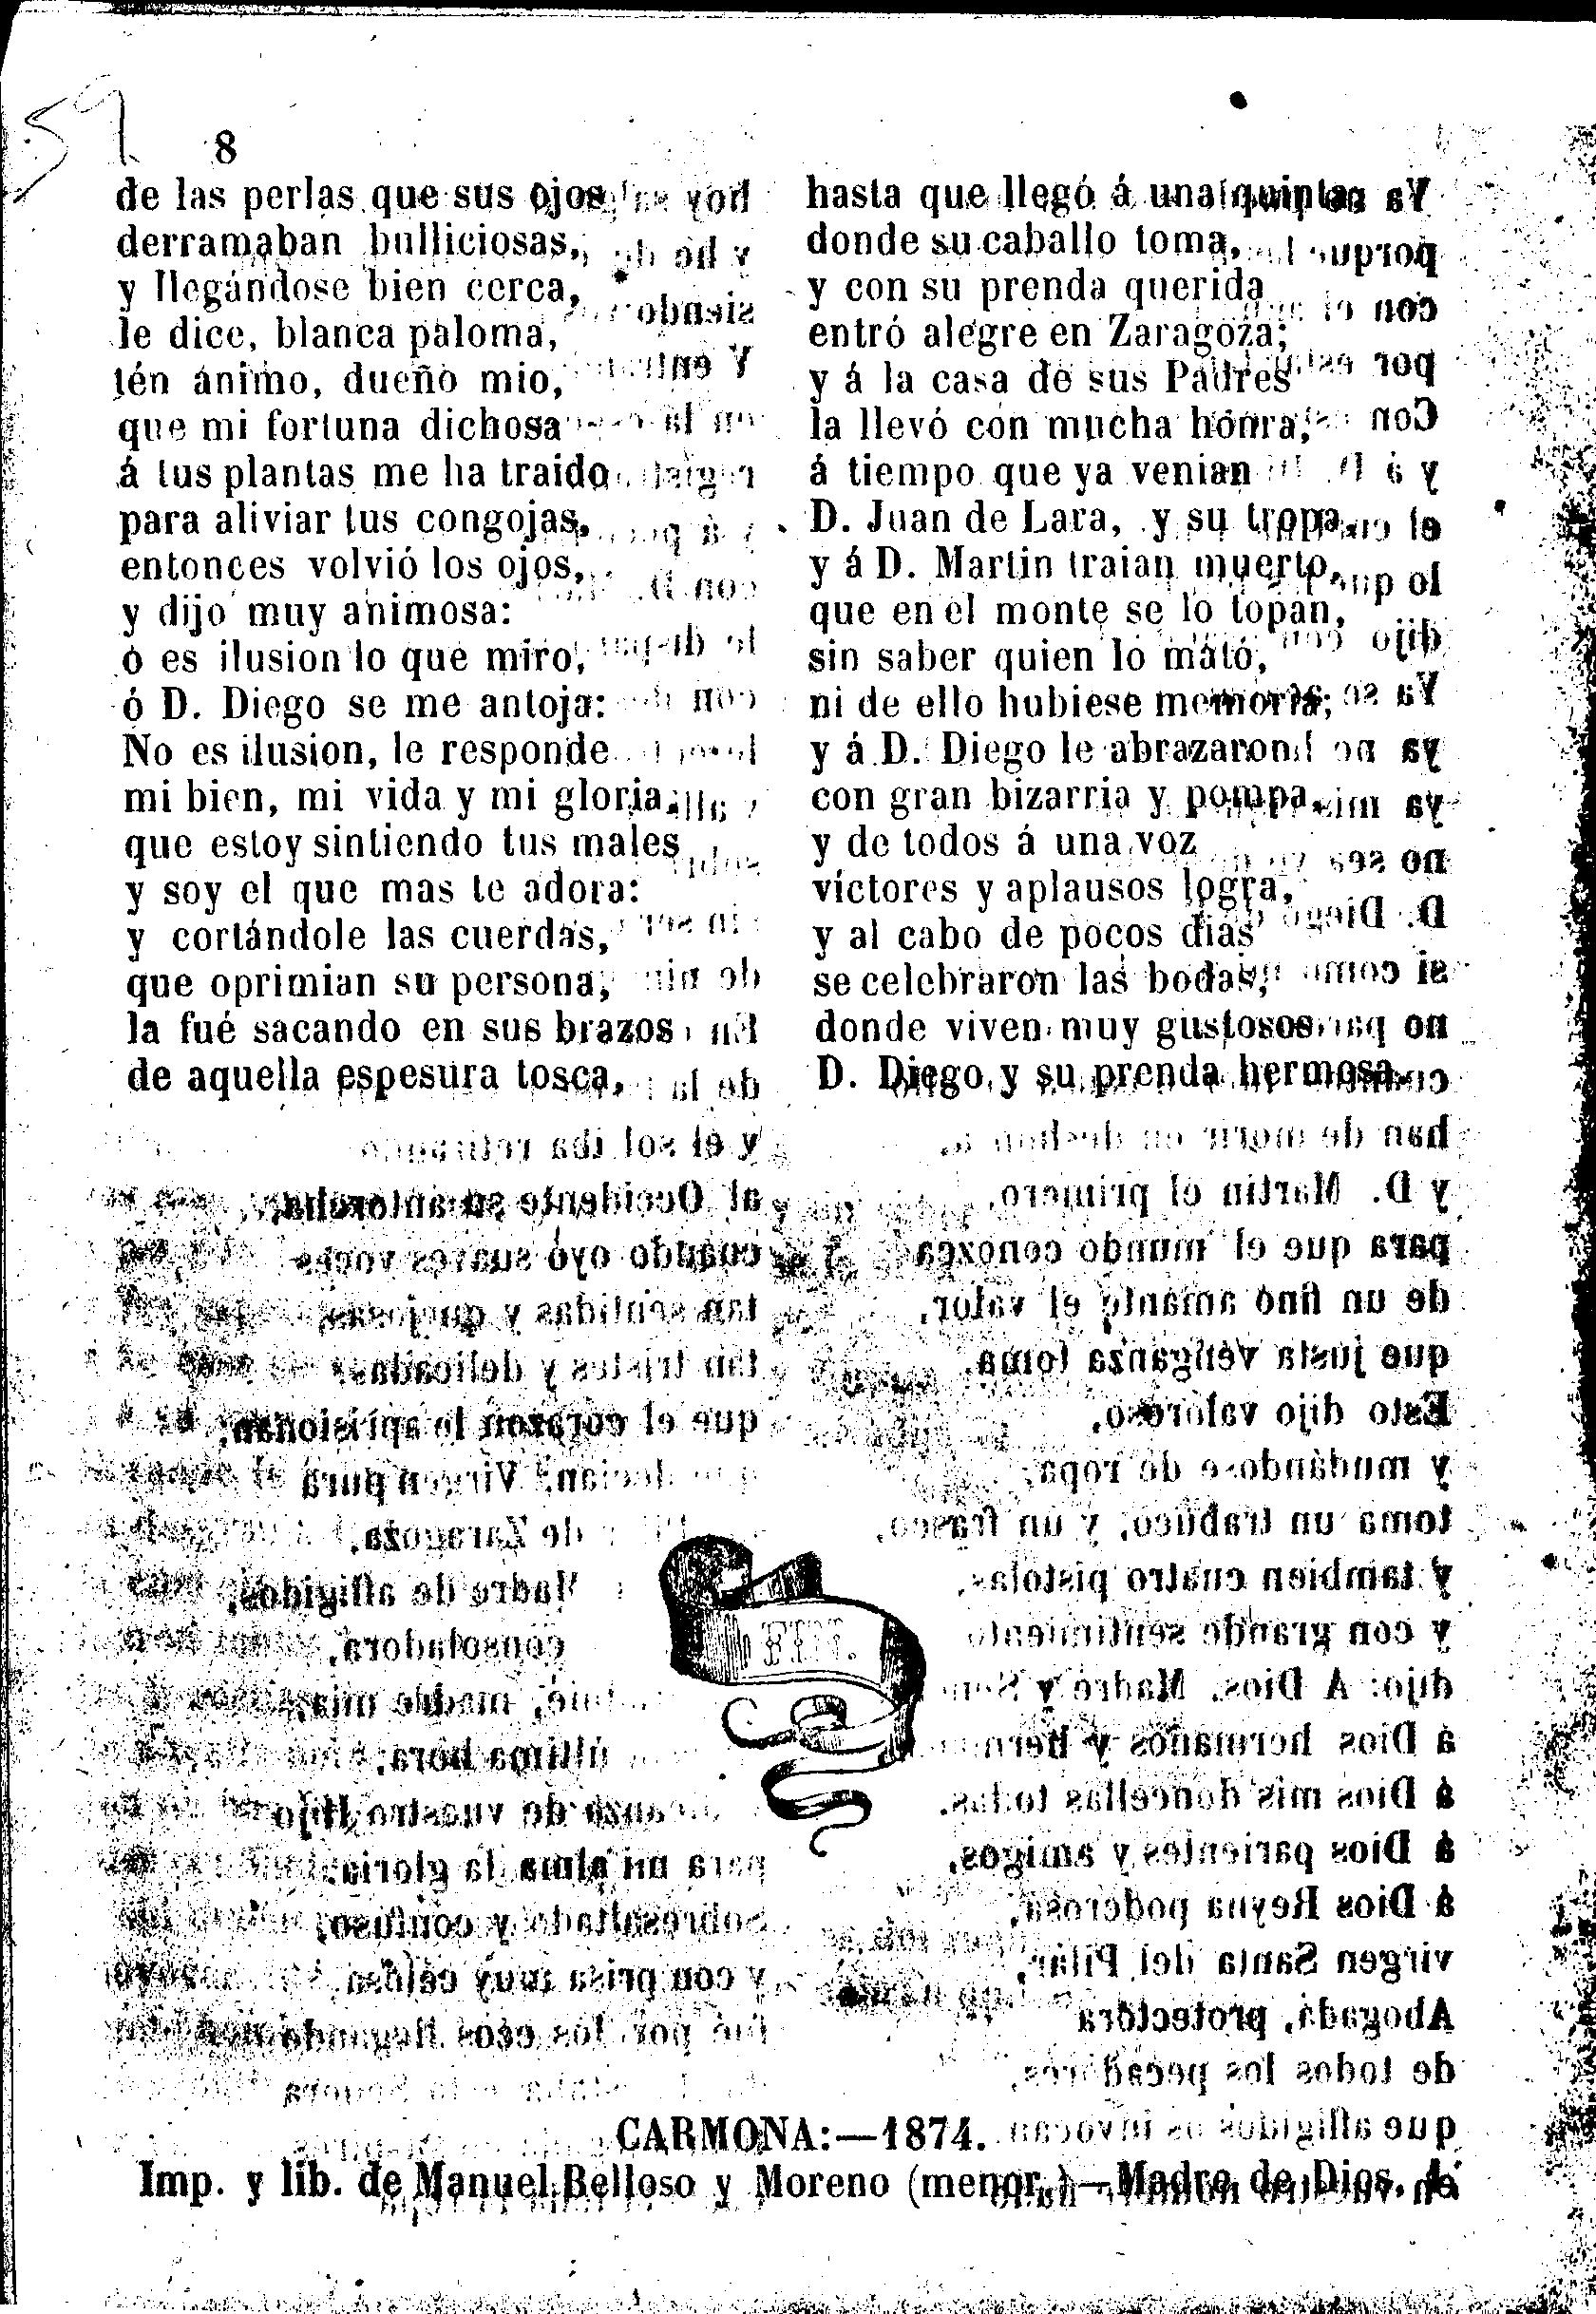 59
8
de las perlas que sus ojos
derramaban bulliciosas,
y llegándose bien cerca,
le dice, blanca paloma,
tén ánimo, dueño mio,
que mi fortuna dichosa
á tus plantas me ha traido
para aliviar tus congojas,
entonces volvió los ojos,
y dijo muy animosa:
ó es ilusion lo que miro,
ó D. Diego se me antoja:
No es ilusion, le responde
mi bien, mi vida y mi gloria,
que estoy sintiendo tus males
y soy el que mas te adora:
y cortándole las cuerdas,
que oprimian su persona,
la fué sacando en sus brazos
de aquella espesura tosca,
hasta que llegó á una quinta
donde su caballo toma,
y con su prenda querida
entró alegre en Zaragoza;
y á la casa de sus Padres
la llevó con mucha honra,
á tiempo que ya venian
D. Juan de Lara, y su tropa,
y á D. Martin traian muerto,
que en el monte se lo topan,
sin saber quien lo mató,
ni de ello hubiese memoria;
y á D. Diego le abrazaron
con gran bizarria y pompa,
y de todos á una voz
víctores y aplausos logra,
y al cabo de pocos dias
se celebraron las bodas,
donde viven muy gustosos
D. Diego y su prenda hermosa.
FIN.
CARMONA:—1874.
Imp. y lib. de Manuel Belloso y Moreno (menor,)—Madre de Dios.